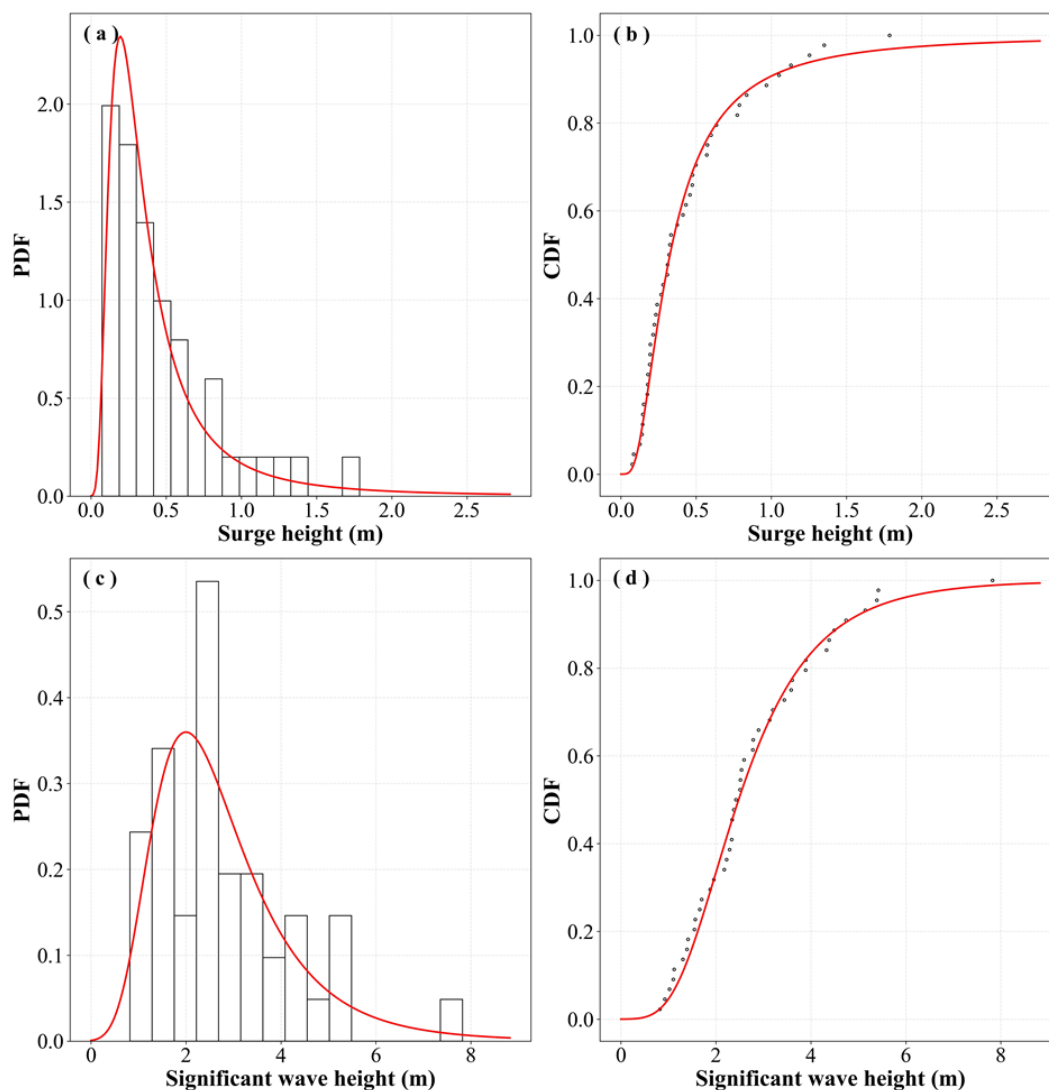 ( a )
PDF
2.0
1.5
1.0
0.5
0.0
0.0 0.5 1.0 1.5 2.0 2.5
Surge height (m)
( b )
CDF
1.0
0.8
0.6
0.4
0.2
0.0
0.0 0.5 1.0 1.5 2.0 2.5
Surge height (m)
( c )
PDF
0.5
0.4
0.3
0.2
0.1
0.0
0 2 4 6 8
Significant wave height (m)
( d )
CDF
1.0
0.8
0.6
0.4
0.2
0.0
0 2 4 6 8
Significant wave height (m)